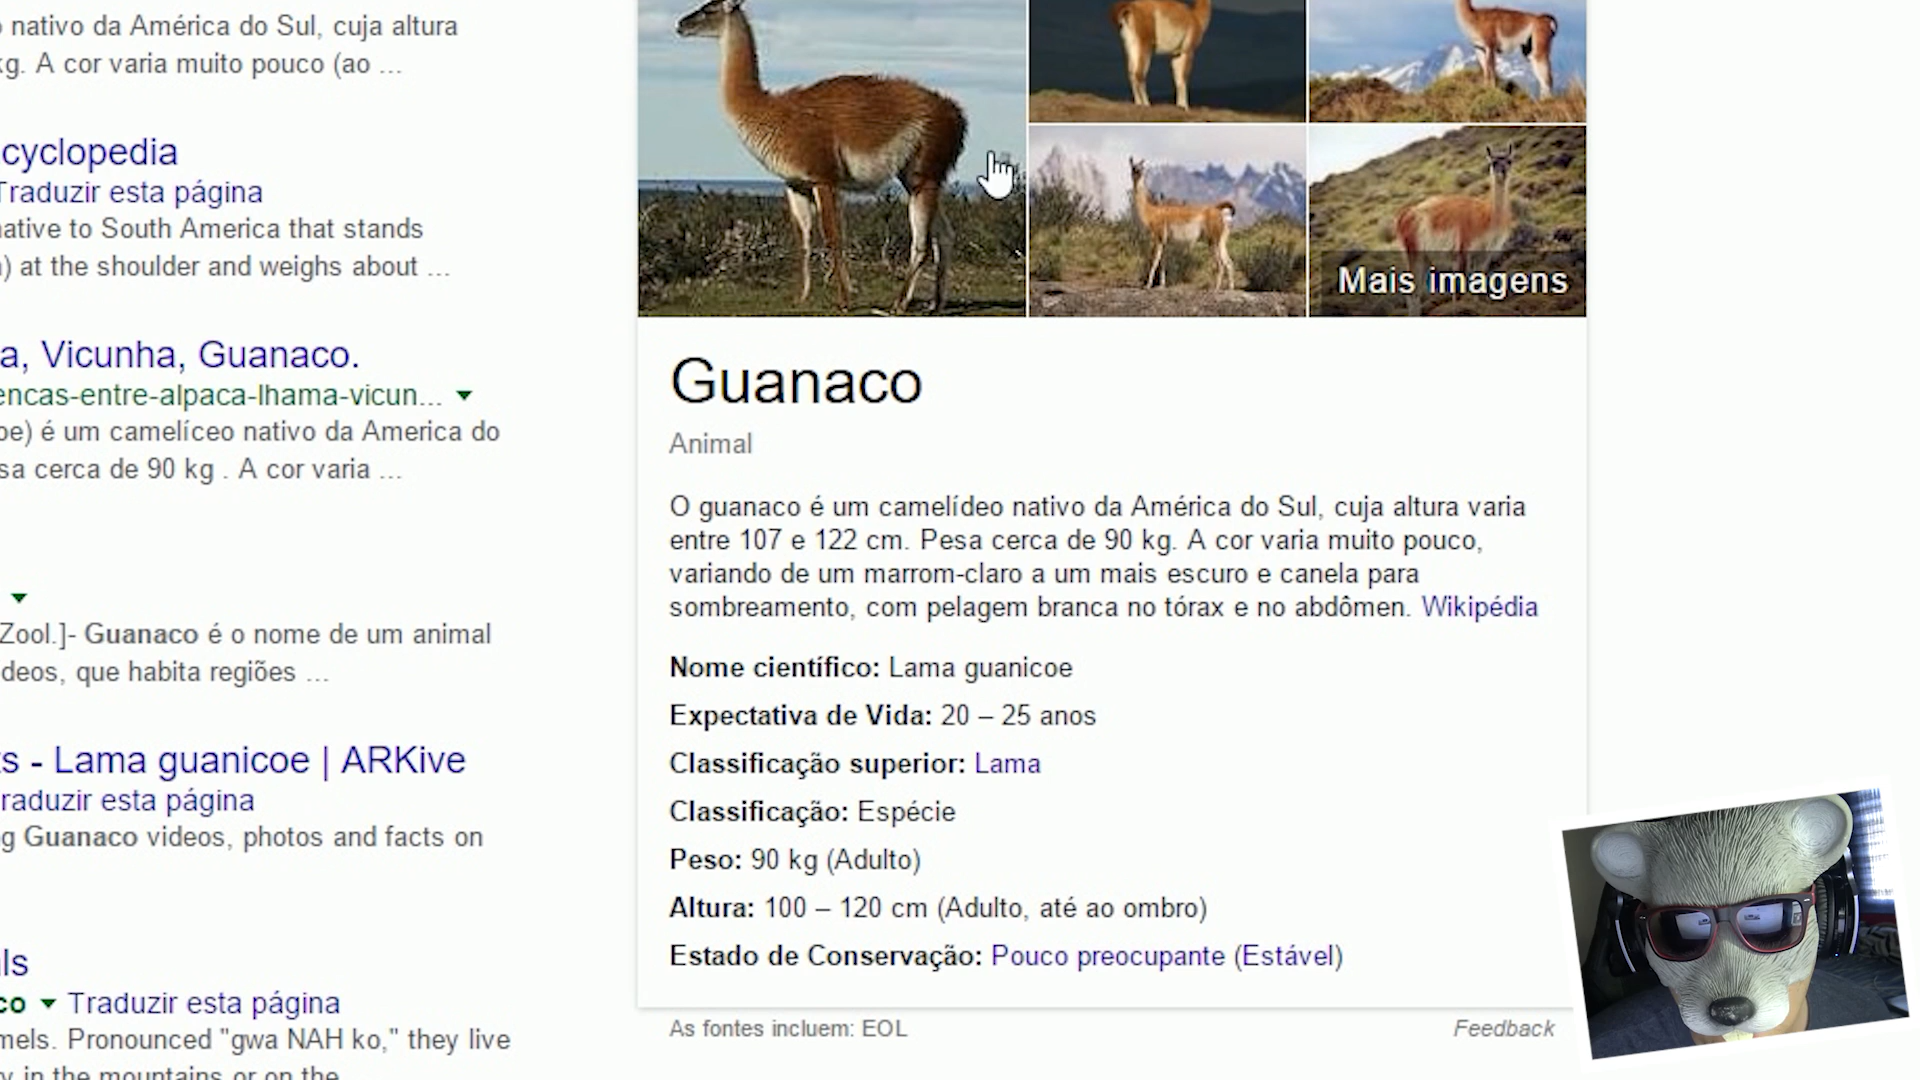 nativo da América do Sul, cuja altura
kg. A cor varia muito pouco (ao ...
cyclopedia
Traduzir esta página
native to South America that stands
) at the shoulder and weighs about ...
a, Vicunha, Guanaco.
encas-entre-alpaca-lhama-vicun...
oe) é um camelíceo nativo da America do
sa cerca de 90 kg . A cor varia ...
Zool.]- Guanaco é o nome de um animal
deos, que habita regiões ...
ts - Lama guanicoe | ARKive
Traduzir esta página
g Guanaco videos, photos and facts on
ls
co Traduzir esta página
mels. Pronounced "gwa NAH ko," they live
y in the mountains or on the
Mais imagens
Guanaco
Animal
O guanaco é um camelídeo nativo da América do Sul, cuja altura varia
entre 107 e 122 cm. Pesa cerca de 90 kg. A cor varia muito pouco,
variando de um marrom-claro a um mais escuro e canela para
sombreamento, com pelagem branca no tórax e no abdômen. Wikipédia
Nome científico: Lama guanicoe
Expectativa de Vida: 20 – 25 anos
Classificação superior: Lama
Classificação: Espécie
Peso: 90 kg (Adulto)
Altura: 100 – 120 cm (Adulto, até ao ombro)
Estado de Conservação: Pouco preocupante (Estável)
As fontes incluem: EOL
Feedback